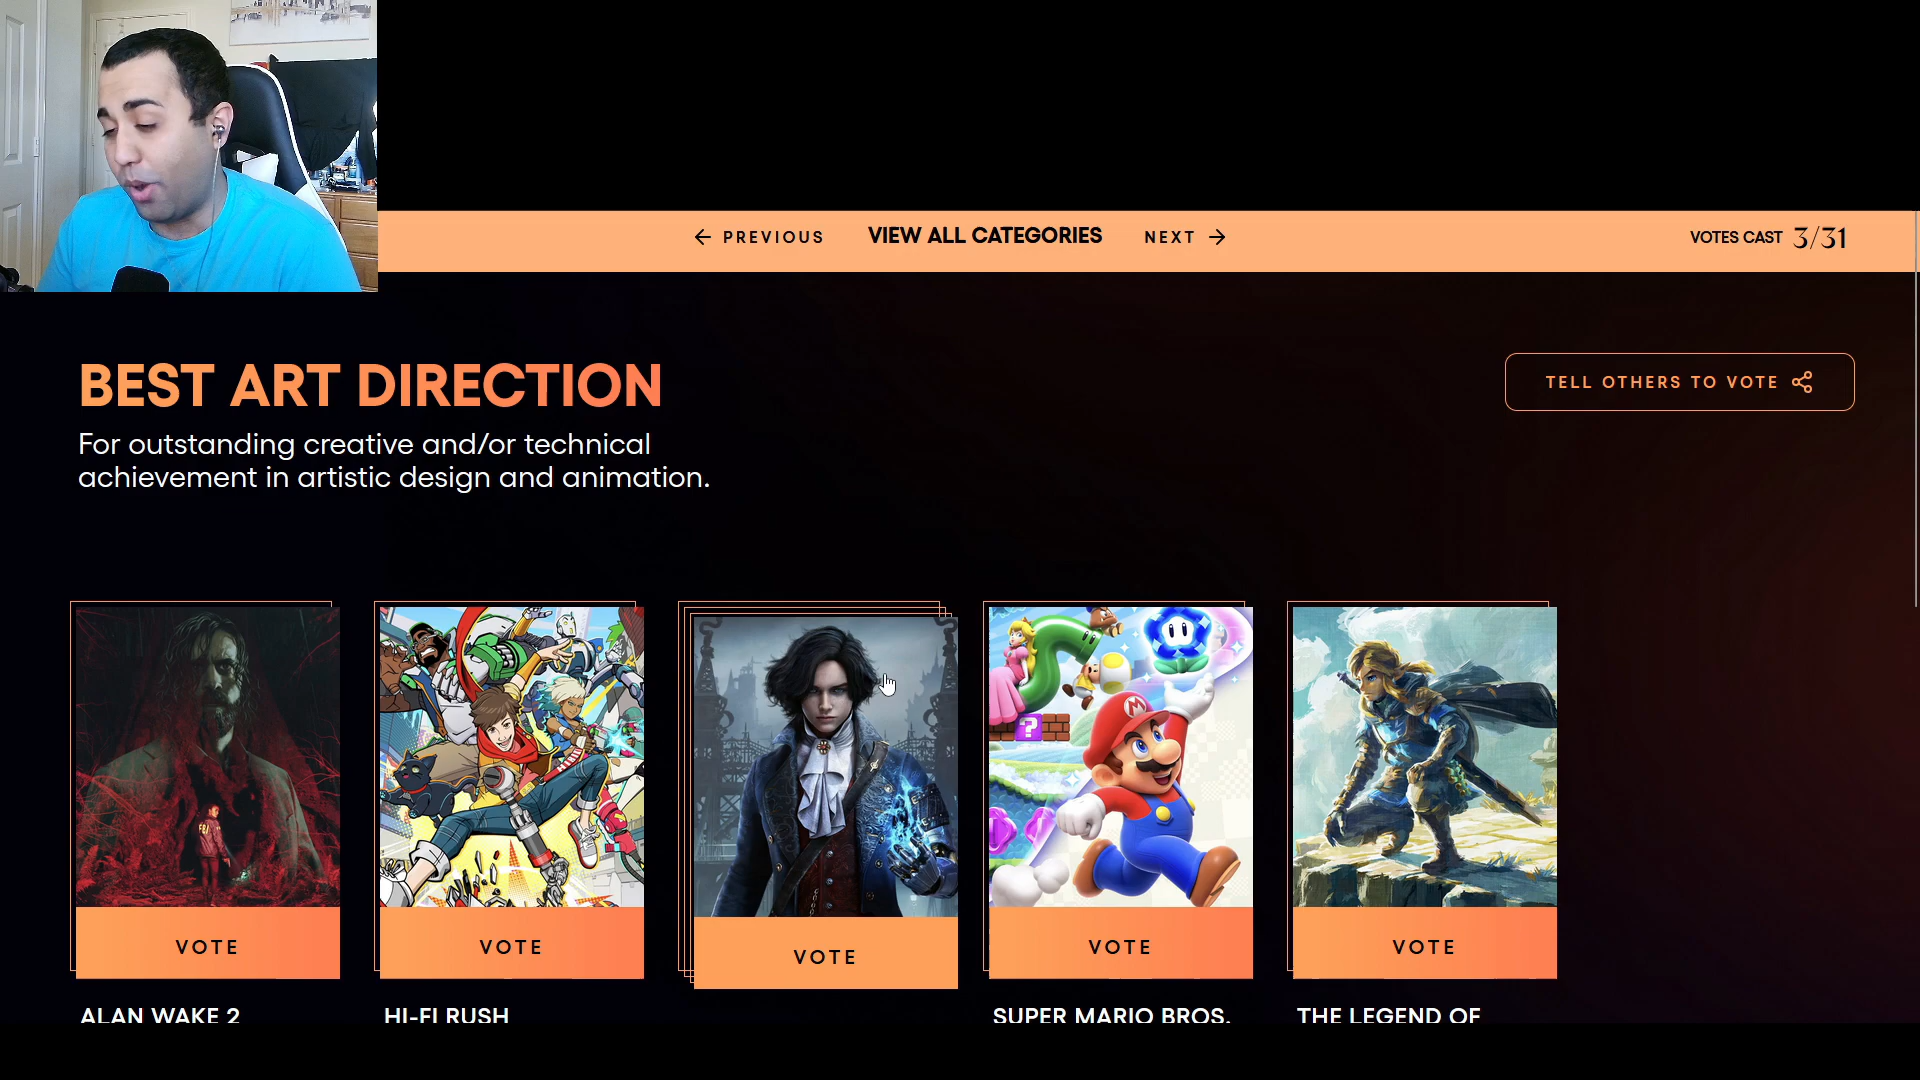 PREVIOUS
VIEW ALL CATEGORIES
NEXT
VOTES CAST 3/31
BEST ART DIRECTION
TELL OTHERS TO VOTE
For outstanding creative and/or technical
achievement in artistic design and animation.
VOTE
VOTE
VOTE
VOTE
VOTE
ALAN WAKE 2
HI-FI RUSH
SUPER MARIO BROS.
THE LEGEND OF